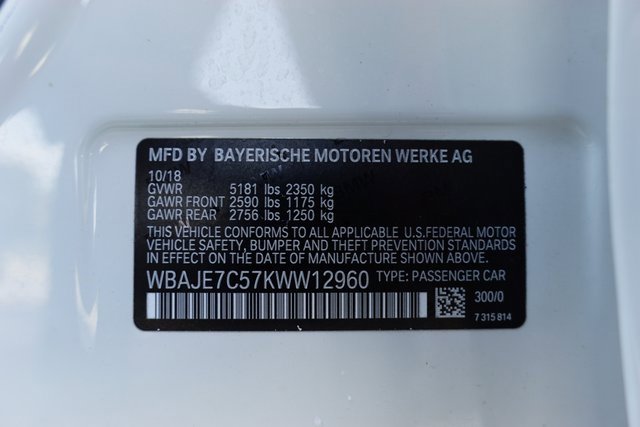 MFD BY BAYERISCHE MOTOREN WERKE AG
10/18
GVWR 5181 lbs 2350 kg
GAWR FRONT 2590 lbs 1175 kg
GAWR REAR 2756 lbs 1250 kg
THIS VEHICLE CONFORMS TO ALL APPLICABLE U.S.FEDERAL MOTOR
VEHICLE SAFETY, BUMPER AND THEFT PREVENTION STANDARDS
IN EFFECT ON THE DATE OF MANUFACTURE SHOWN ABOVE.
WBAJE7C57KWW12960 TYPE: PASSENGER CAR
300/0
7 315 814